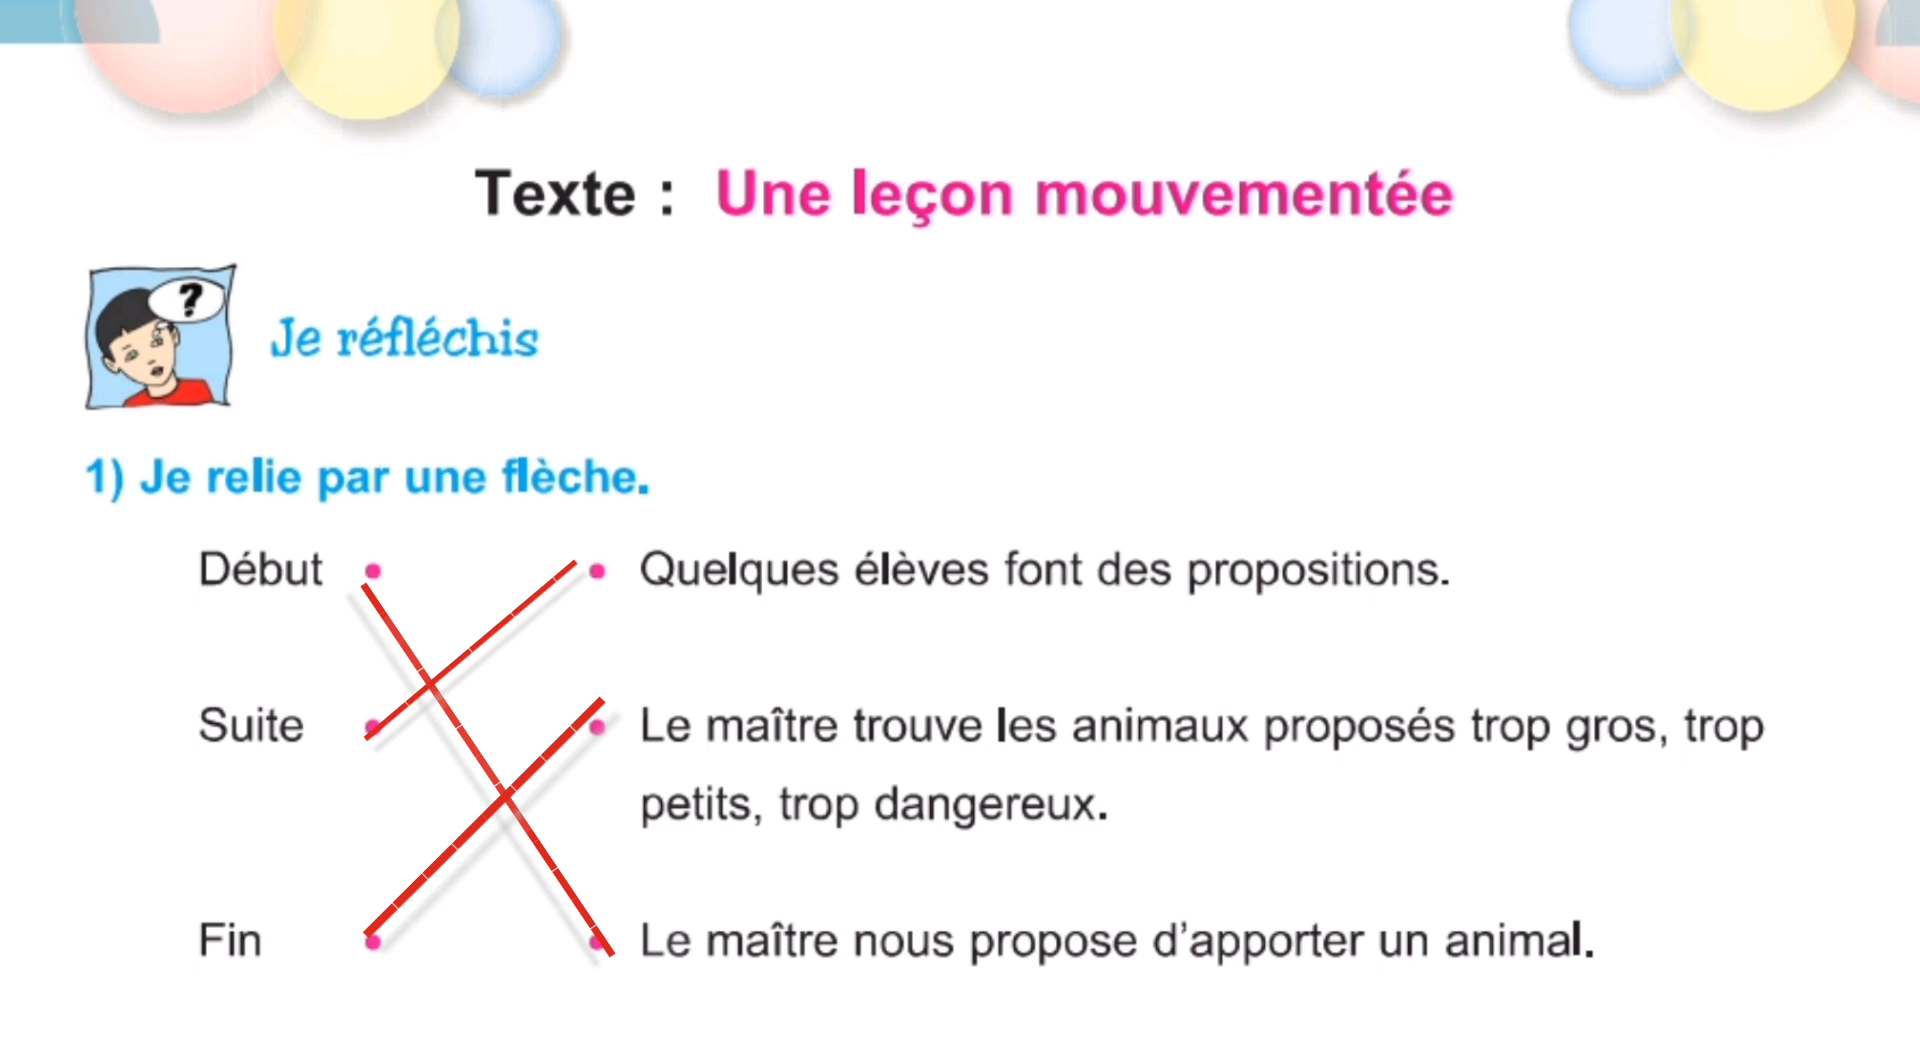 Texte : Une leçon mouvementée
?
Je réfléchis
1) Je relie par une flèche.
Début • • Quelques élèves font des propositions.
Suite • • Le maître trouve les animaux proposés trop gros, trop
petits, trop dangereux.
Fin • • Le maître nous propose d'apporter un animal.